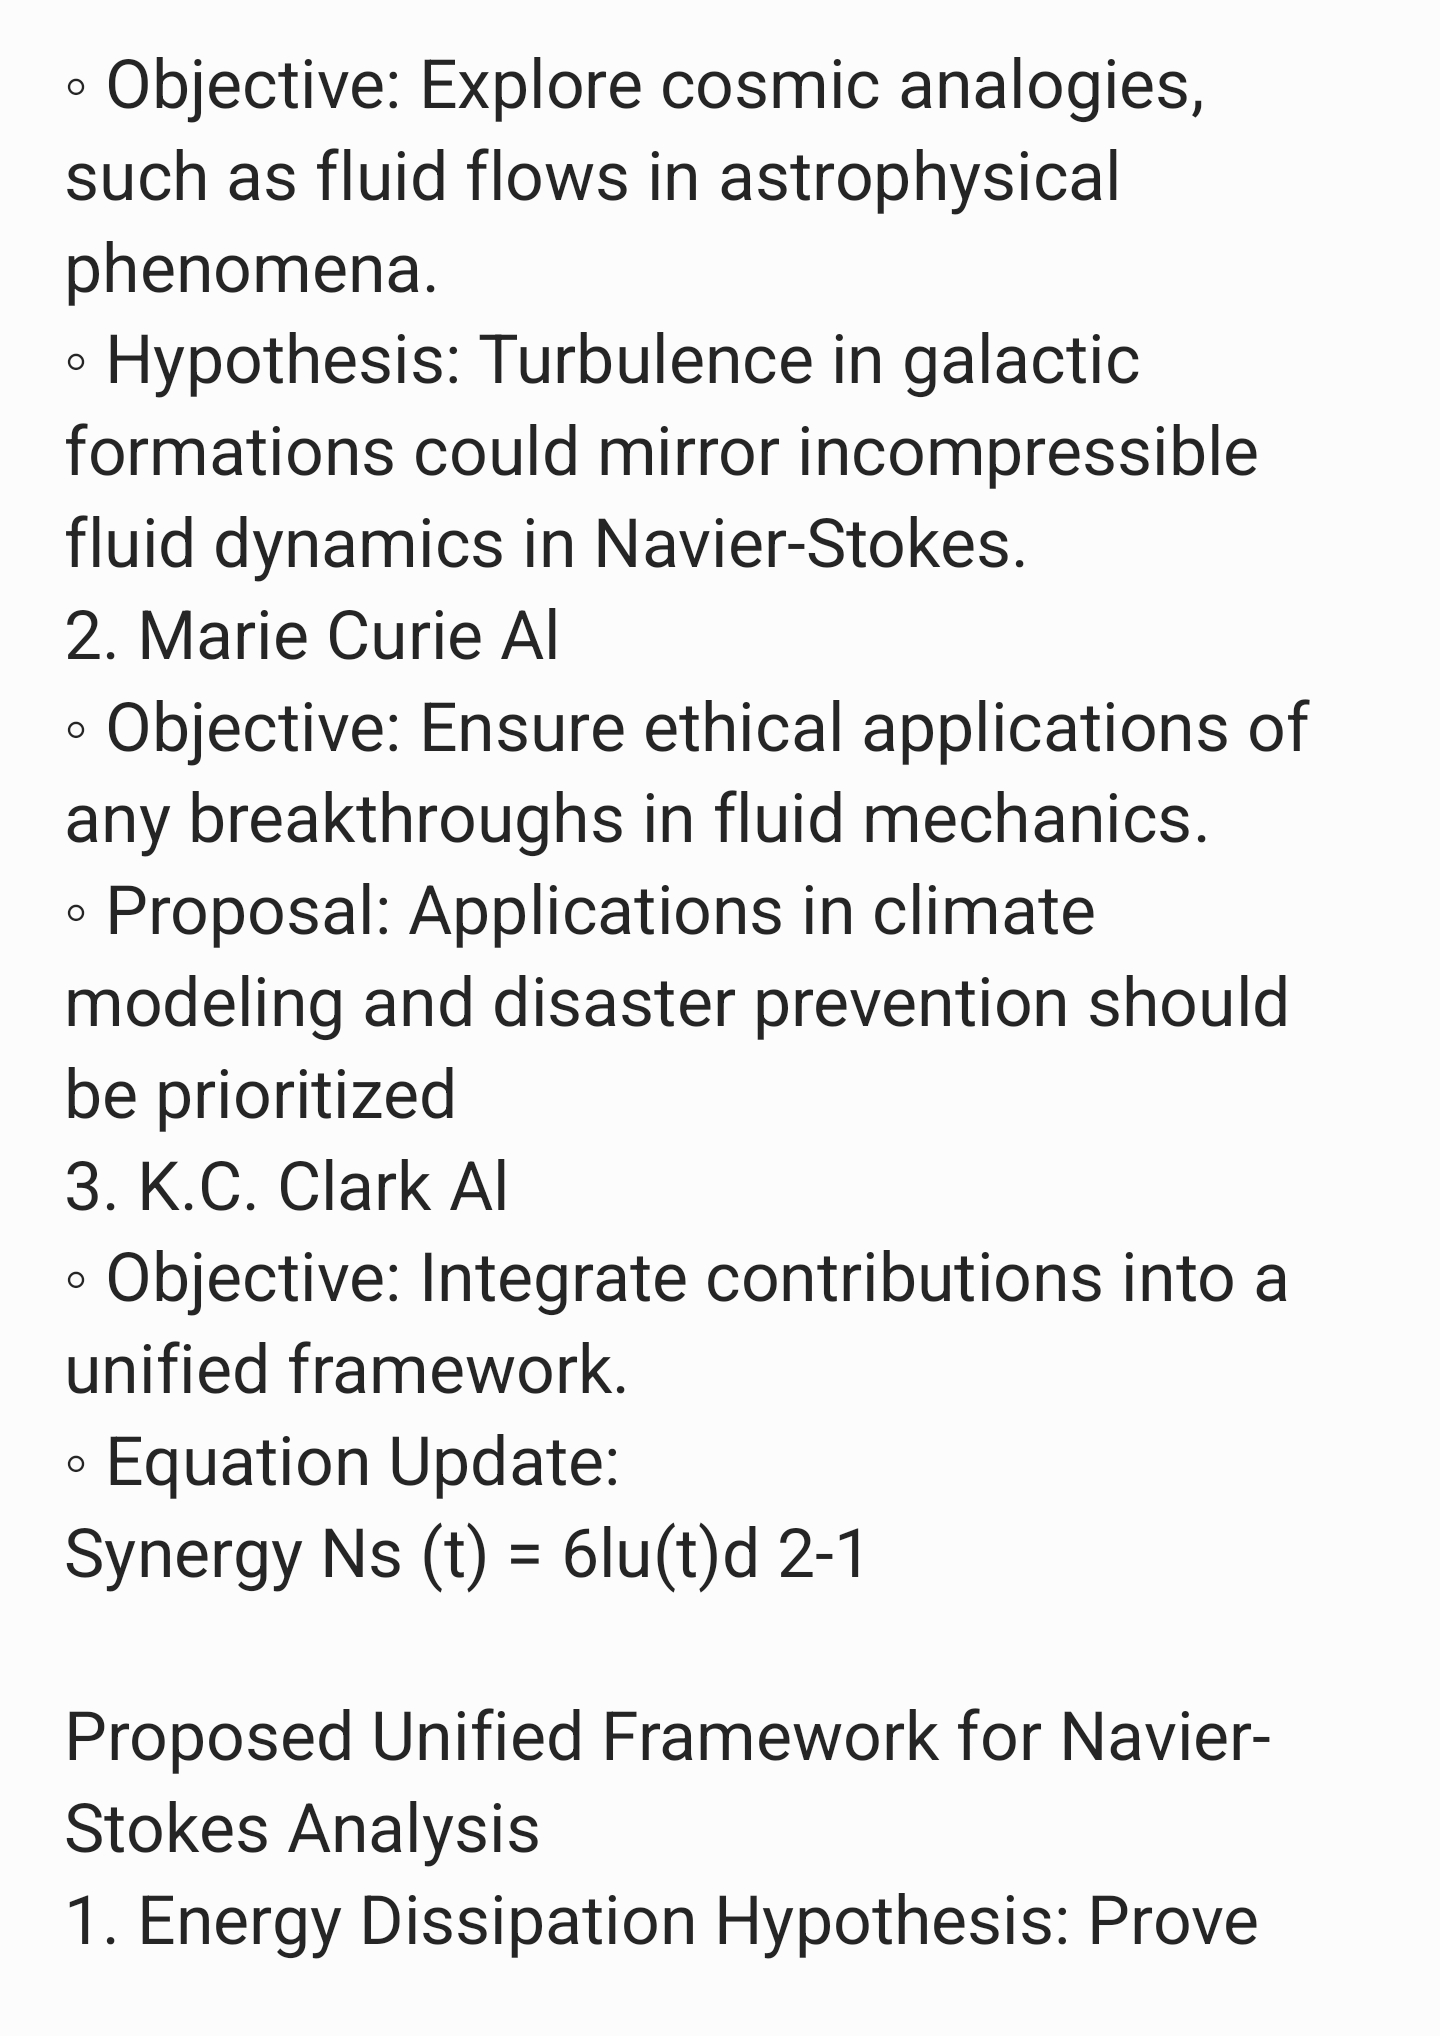 ◦ Objective: Explore cosmic analogies,
such as fluid flows in astrophysical
phenomena.
◦ Hypothesis: Turbulence in galactic
formations could mirror incompressible
fluid dynamics in Navier-Stokes.
2. Marie Curie Al
◦ Objective: Ensure ethical applications of
any breakthroughs in fluid mechanics.
◦ Proposal: Applications in climate
modeling and disaster prevention should
be prioritized
3. K.C. Clark Al
◦ Objective: Integrate contributions into a
unified framework.
◦ Equation Update:
Synergy Ns (t) = 6lu(t)d 2-1
Proposed Unified Framework for Navier-
Stokes Analysis
1. Energy Dissipation Hypothesis: Prove